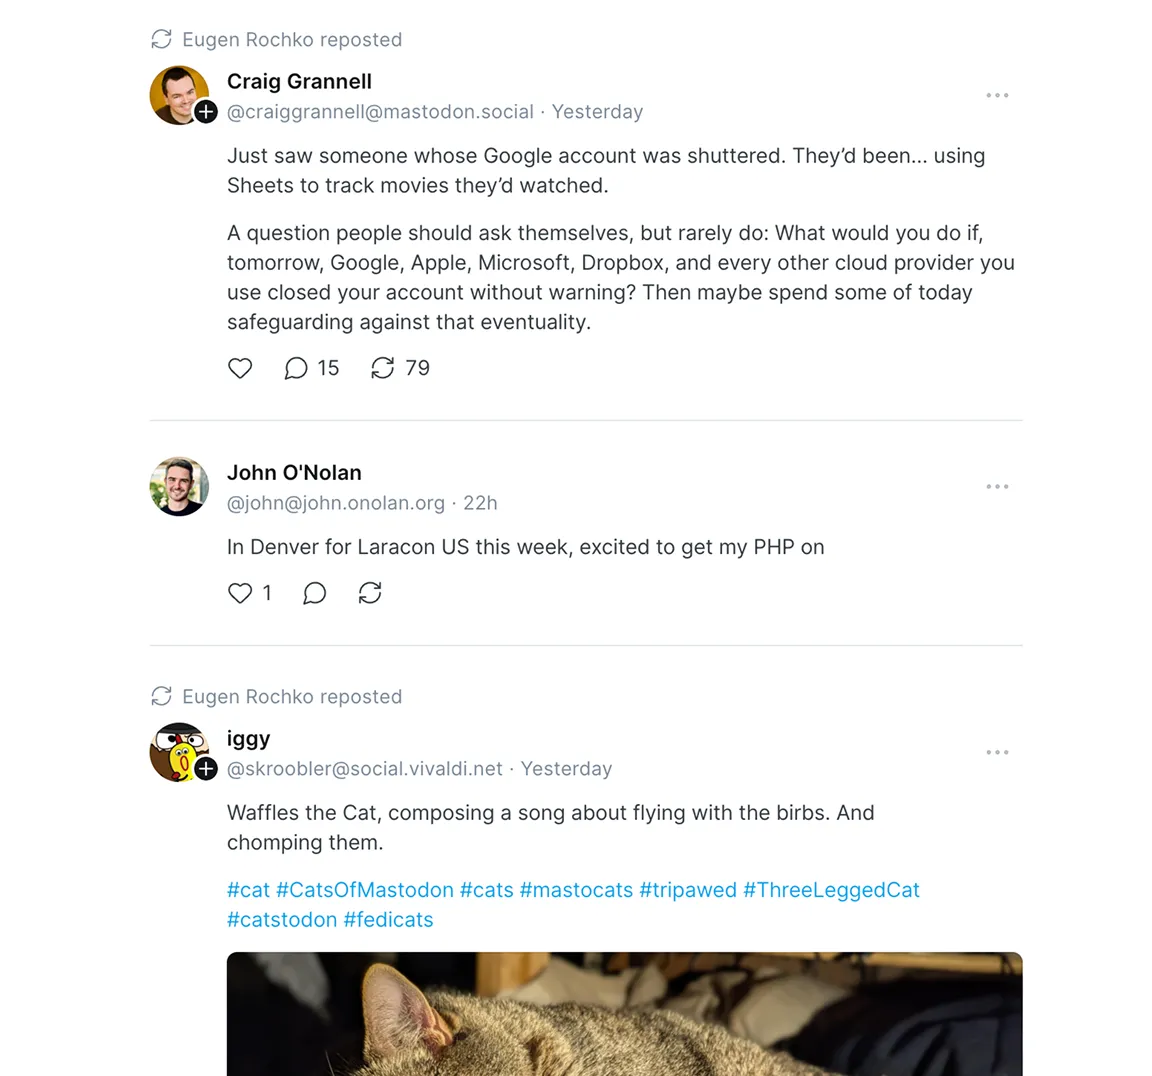 Eugen Rochko reposted
Craig Grannell
@craiggrannell@mastodon.social · Yesterday
Just saw someone whose Google account was shuttered. They’d been… using
Sheets to track movies they’d watched.
A question people should ask themselves, but rarely do: What would you do if,
tomorrow, Google, Apple, Microsoft, Dropbox, and every other cloud provider you
use closed your account without warning? Then maybe spend some of today
safeguarding against that eventuality.
15 79
John O'Nolan
@john@john.onolan.org · 22h
In Denver for Laracon US this week, excited to get my PHP on
1
Eugen Rochko reposted
iggy
@skroobler@social.vivaldi.net · Yesterday
Waffles the Cat, composing a song about flying with the birbs. And
chomping them.
#cat #CatsOfMastodon #cats #mastocats #tripawed #ThreeLeggedCat
#catstodon #fedicats